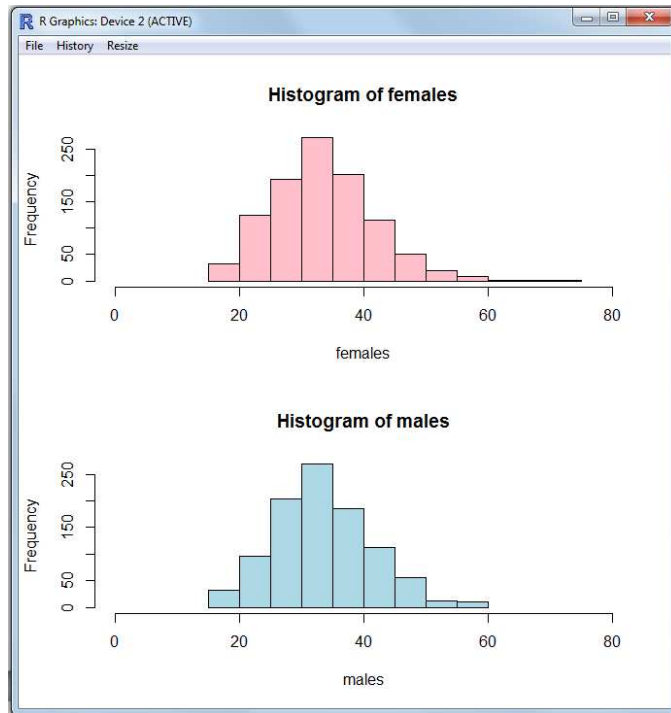 R Graphics: Device 2 (ACTIVE)
File History Resize
Histogram of females
Frequency
250
150
50
0
0 20 40 60 80
females
Histogram of males
Frequency
250
150
50
0
0 20 40 60 80
males